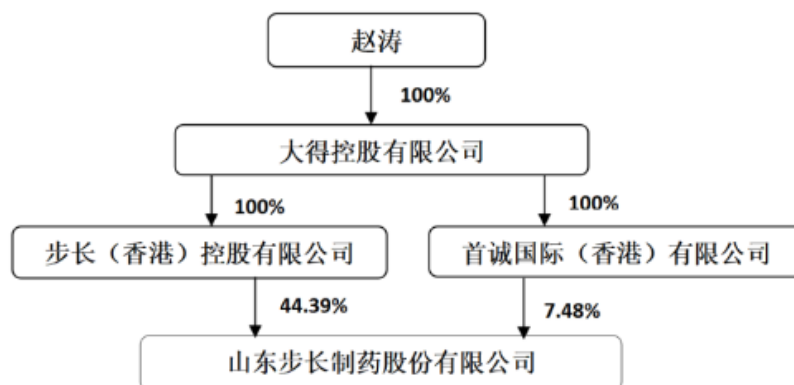 赵涛
100%
大得控股有限公司
100%
100%
步长（香港）控股有限公司
首诚国际（香港）有限公司
44.39%
7.48%
山东步长制药股份有限公司